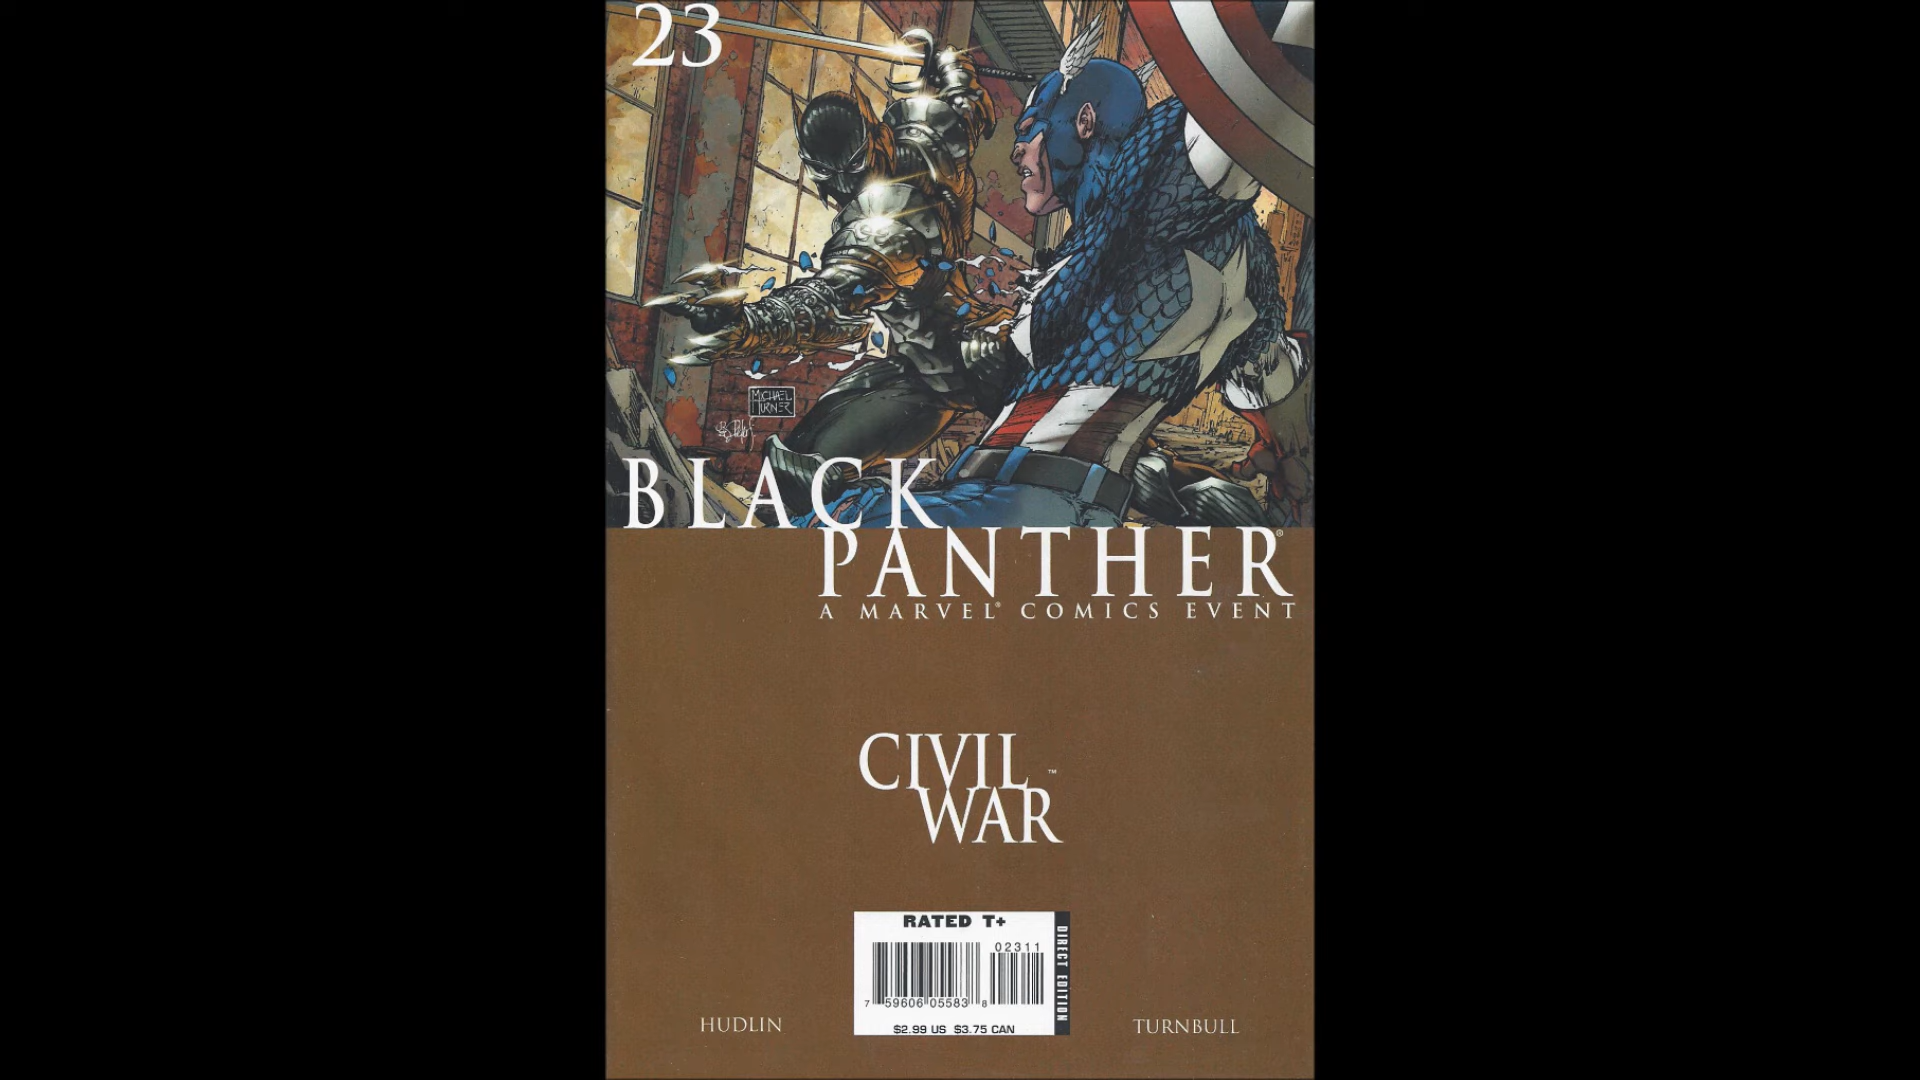 23
MICHAEL
TURNER
BLACK
PANTHER®
A MARVEL® COMICS EVENT
CIVIL ™
WAR
RATED T+
02311
7 59606 05583 8
DIRECT EDITION
$2.99 US $3.75 CAN
HUDLIN
TURNBULL